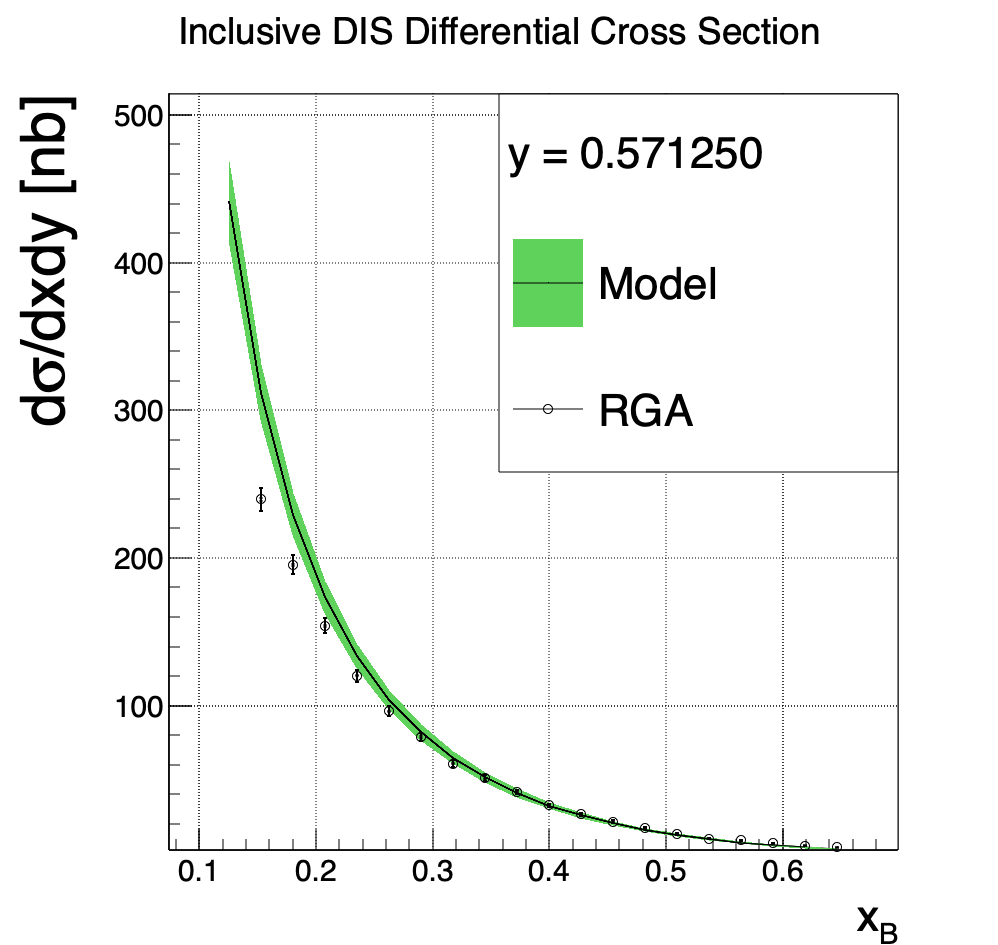 Inclusive DIS Differential Cross Section
dσ/dxdy [nb]
500
400
300
200
100
y = 0.571250
Model
RGA
0.1 0.2 0.3 0.4 0.5 0.6
xB